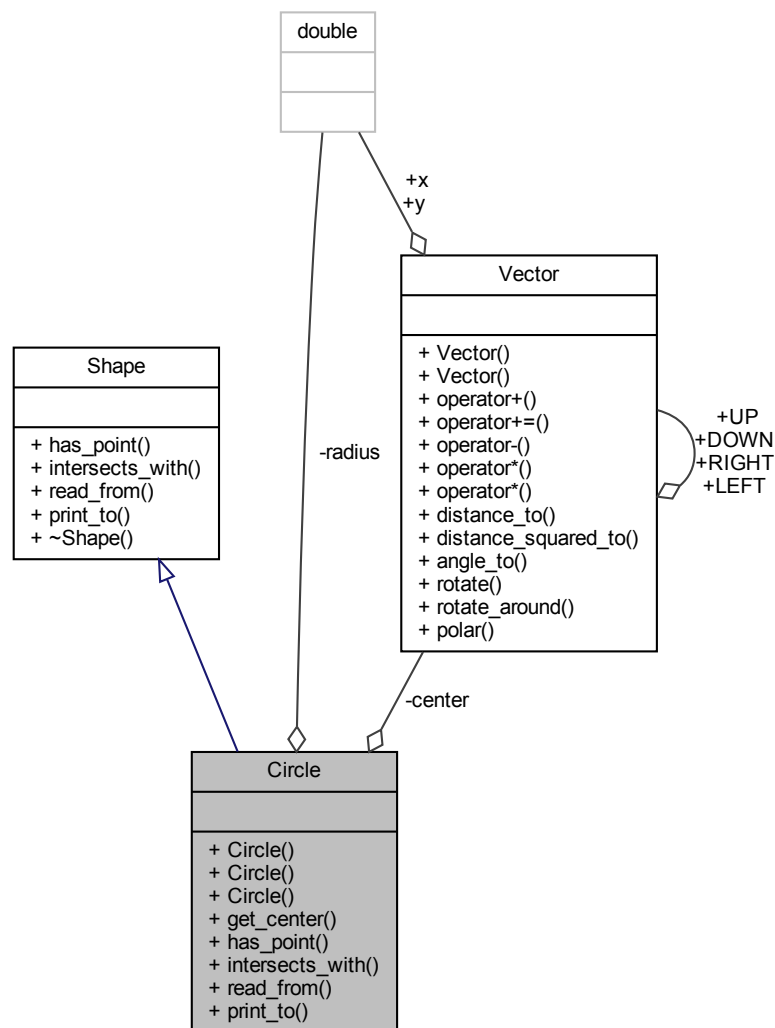 double
+x
+y
Vector
+ Vector()
+ Vector()
+ operator+()
+ operator+=()
+ operator-()
+ operator*()
+ operator*()
+ distance_to()
+ distance_squared_to()
+ angle_to()
+ rotate()
+ rotate_around()
+ polar()
+UP
+DOWN
+RIGHT
+LEFT
Shape
+ has_point()
+ intersects_with()
+ read_from()
+ print_to()
+ ~Shape()
-radius
-center
Circle
+ Circle()
+ Circle()
+ Circle()
+ get_center()
+ has_point()
+ intersects_with()
+ read_from()
+ print_to()